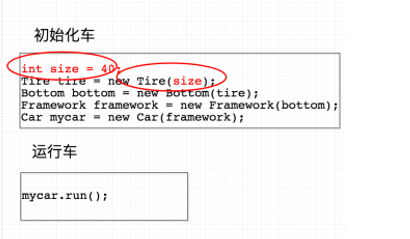 初始化车
int size = 40;
Tire tire = new Tire(size);
Bottom bottom = new Bottom(tire);
Framework framework = new Framework(bottom);
Car mycar = new Car(framework);
运行车
mycar.run();